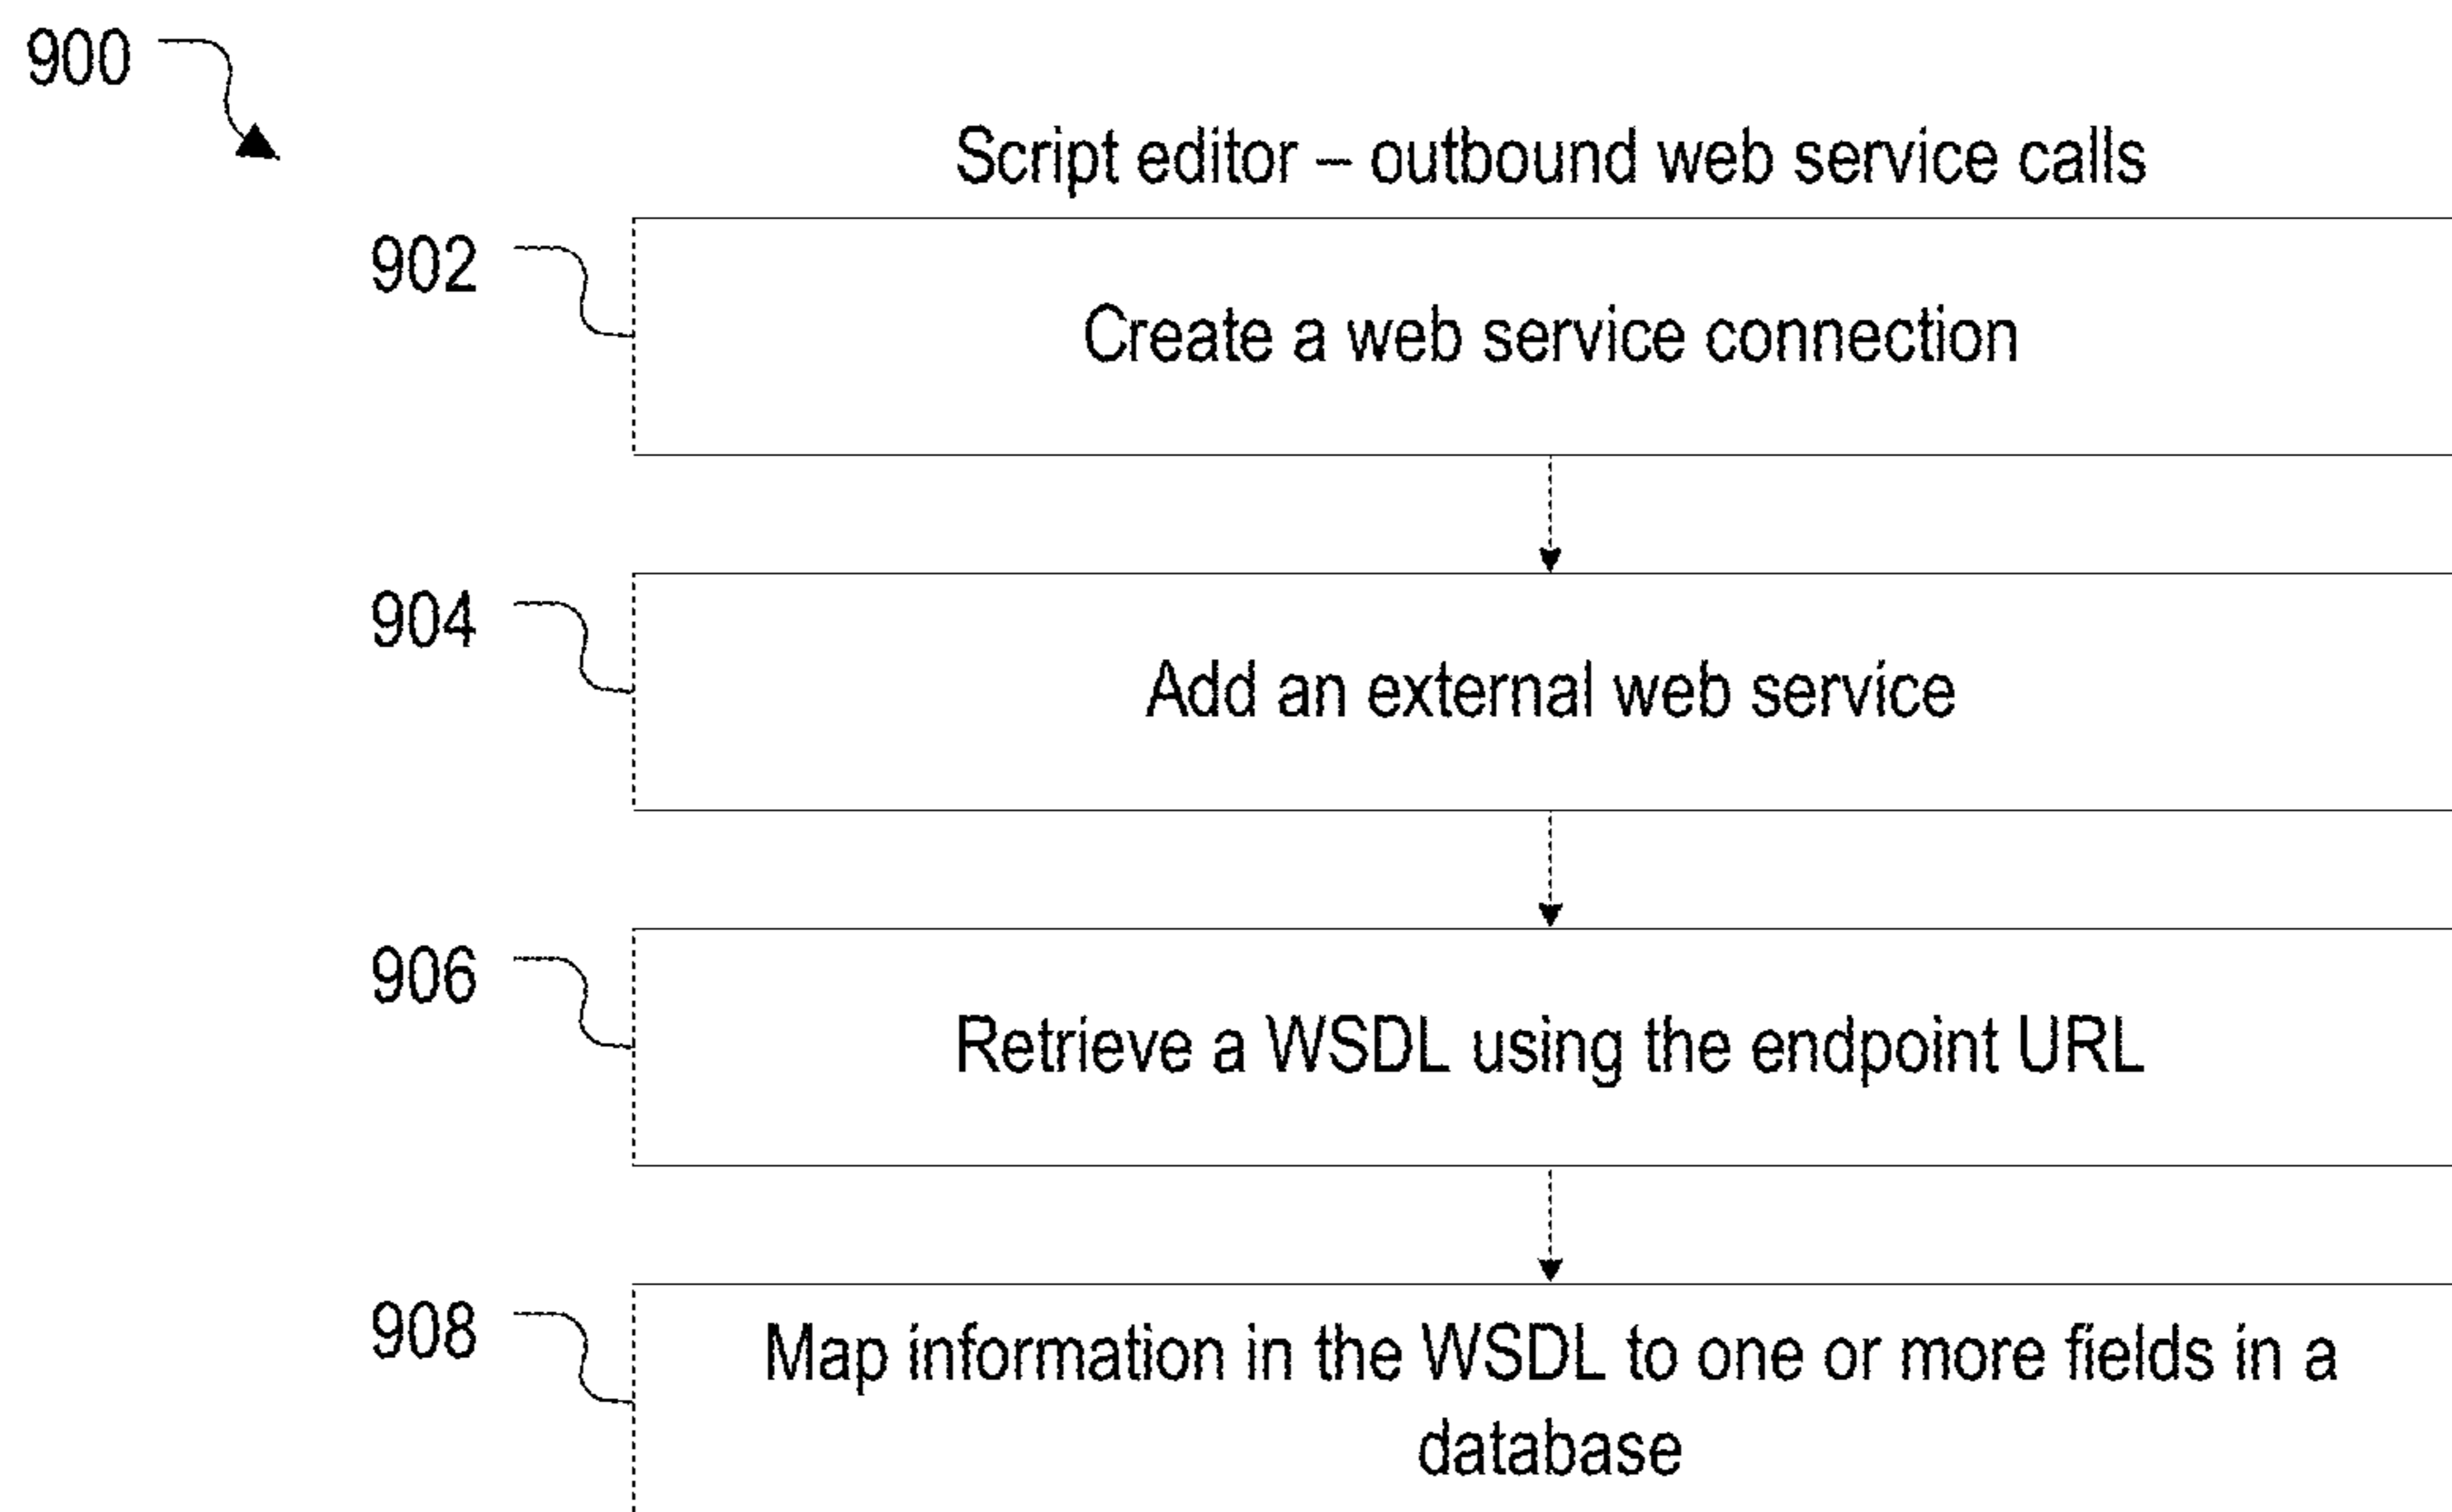 900
Script editor – outbound web service calls
902
Create a web service connection
904
Add an external web service
906
Retrieve a WSDL using the endpoint URL
908
Map information in the WSDL to one or more fields in a
database